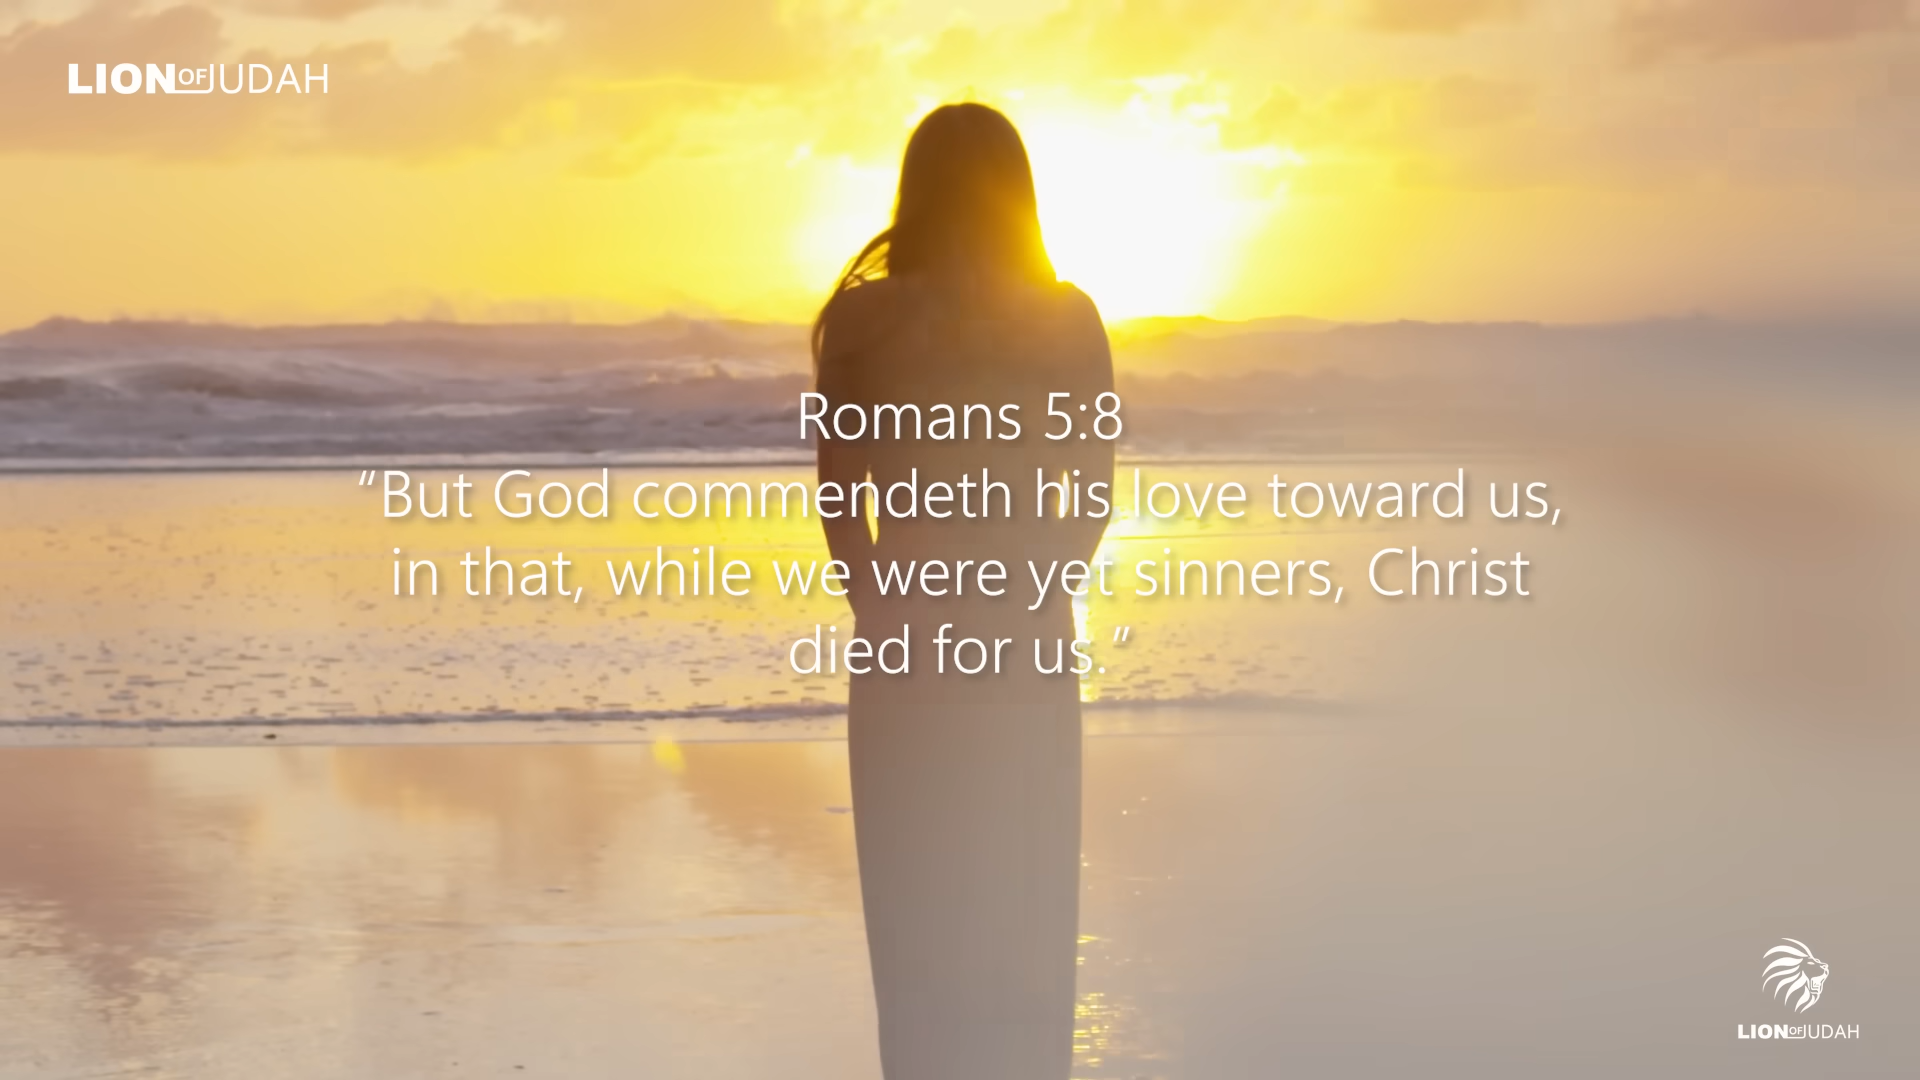 LION OF JUDAH
Romans 5:8
“But God commendeth his love toward us,
in that, while we were yet sinners, Christ
died for us.”
LION OF JUDAH